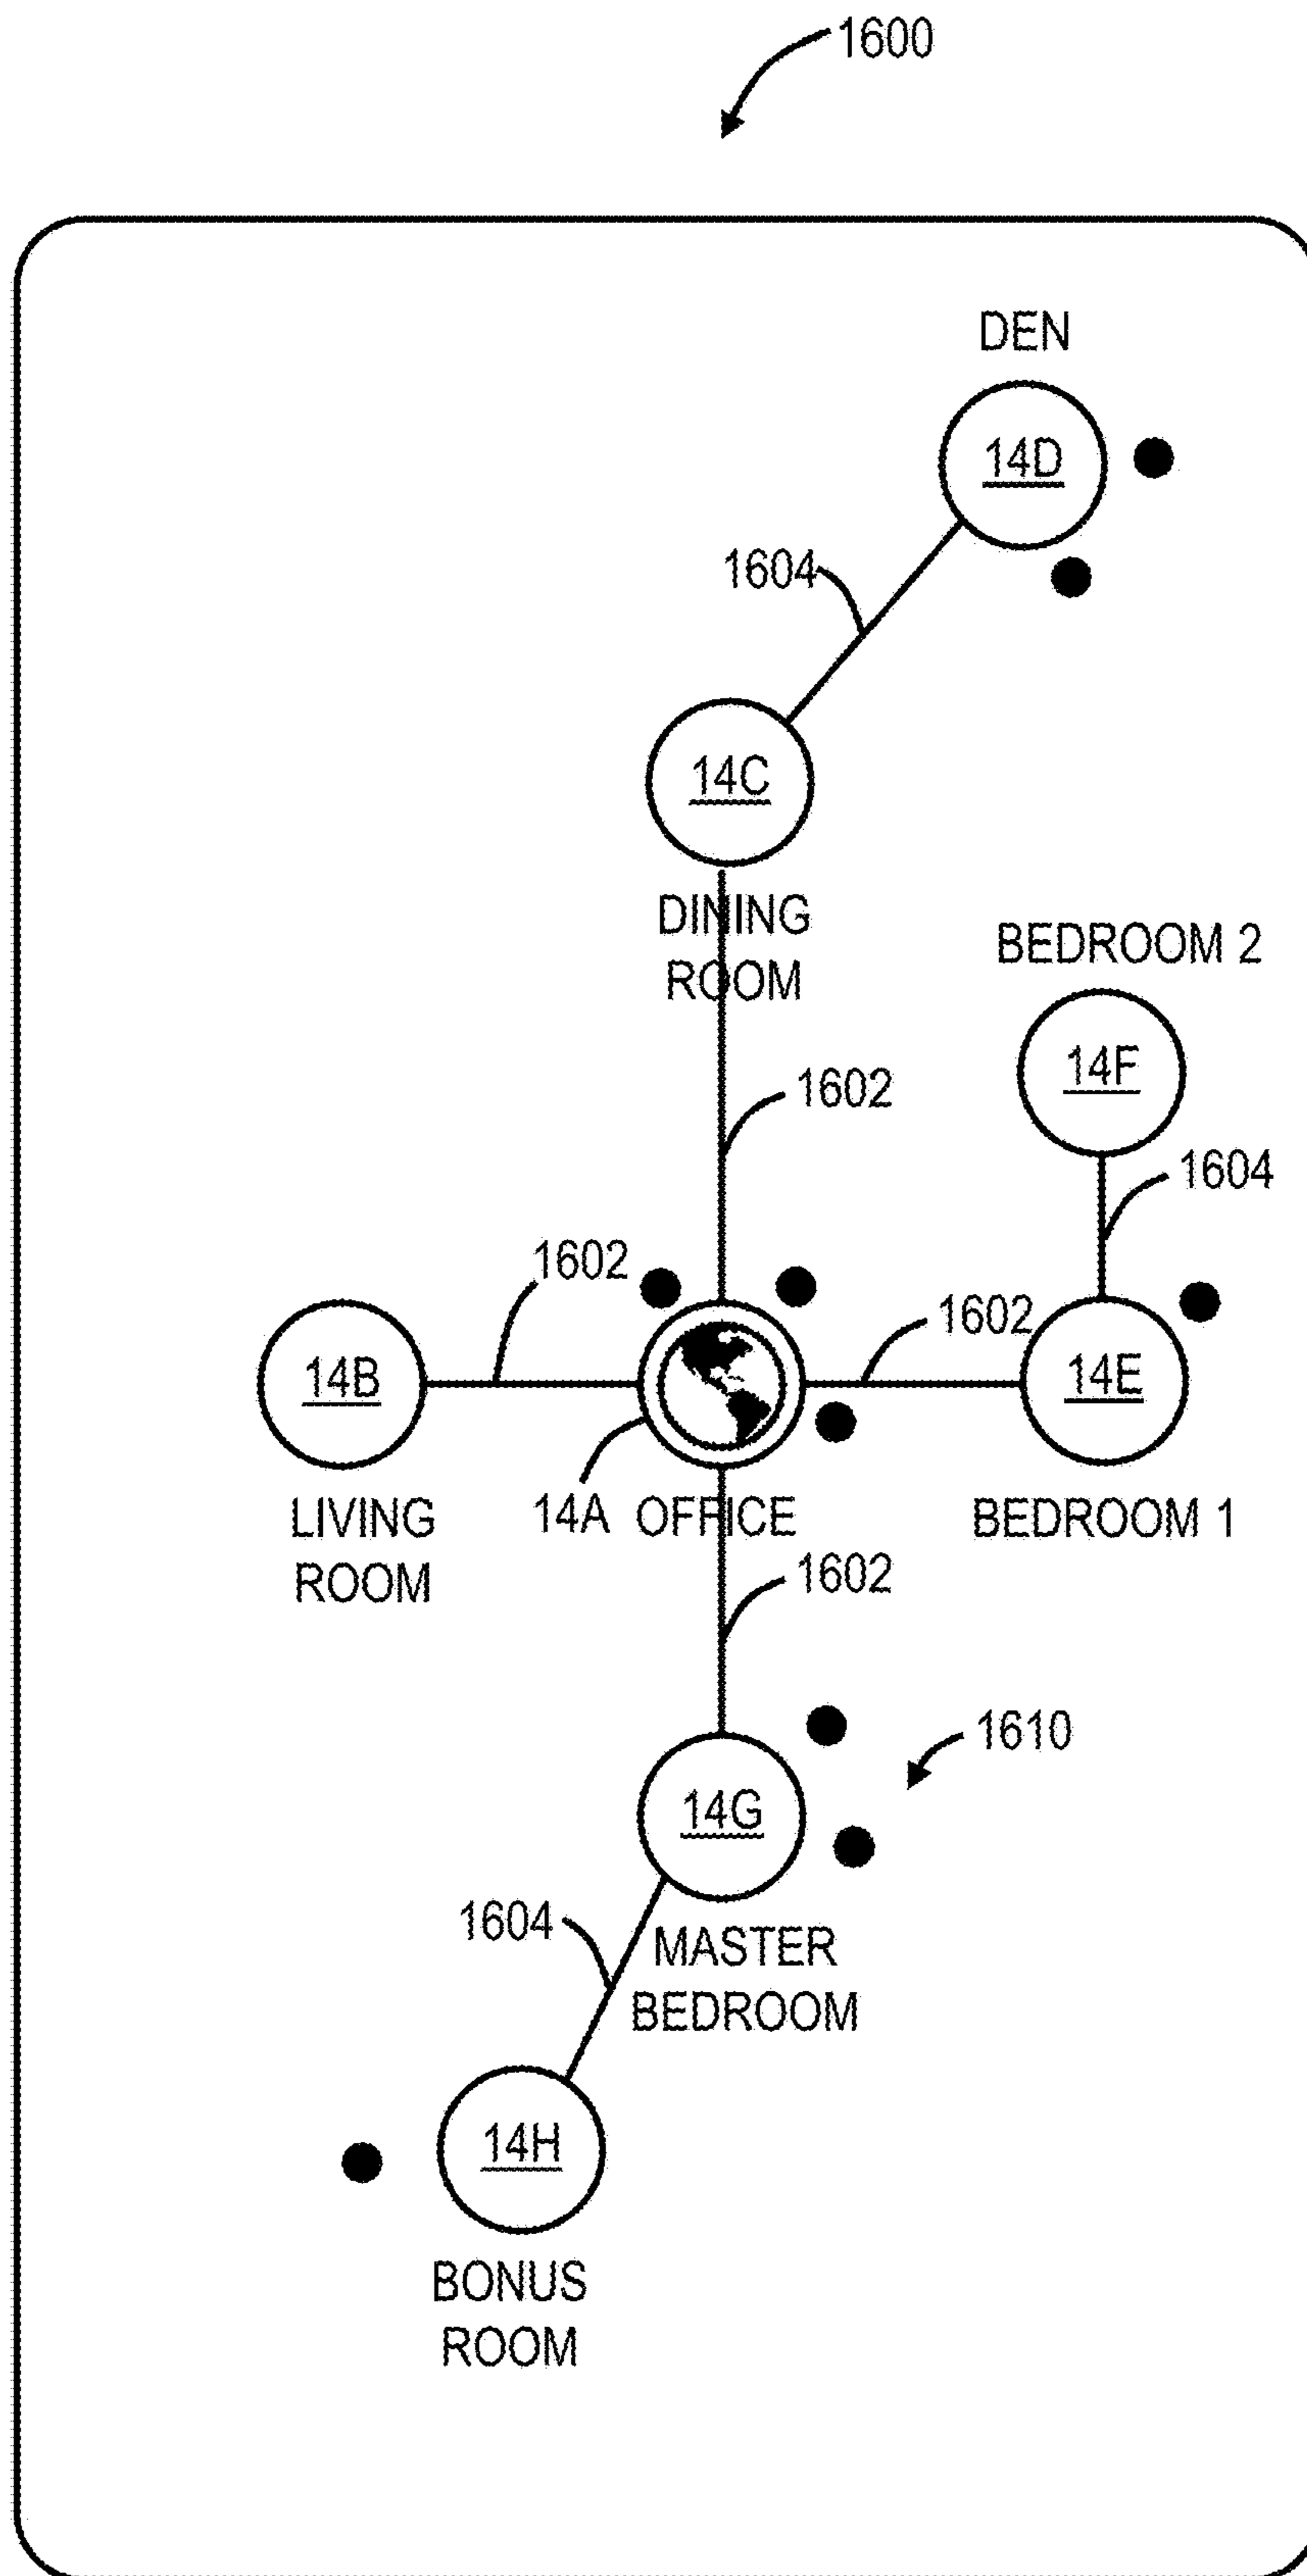 1600
DEN
14D
1604
14C
DINING
ROOM
BEDROOM 2
14F
1602
1604
1602
1602
14B
14E
14A OFFICE
LIVING
ROOM
BEDROOM 1
1602
1610
14G
1604
MASTER
BEDROOM
14H
BONUS
ROOM